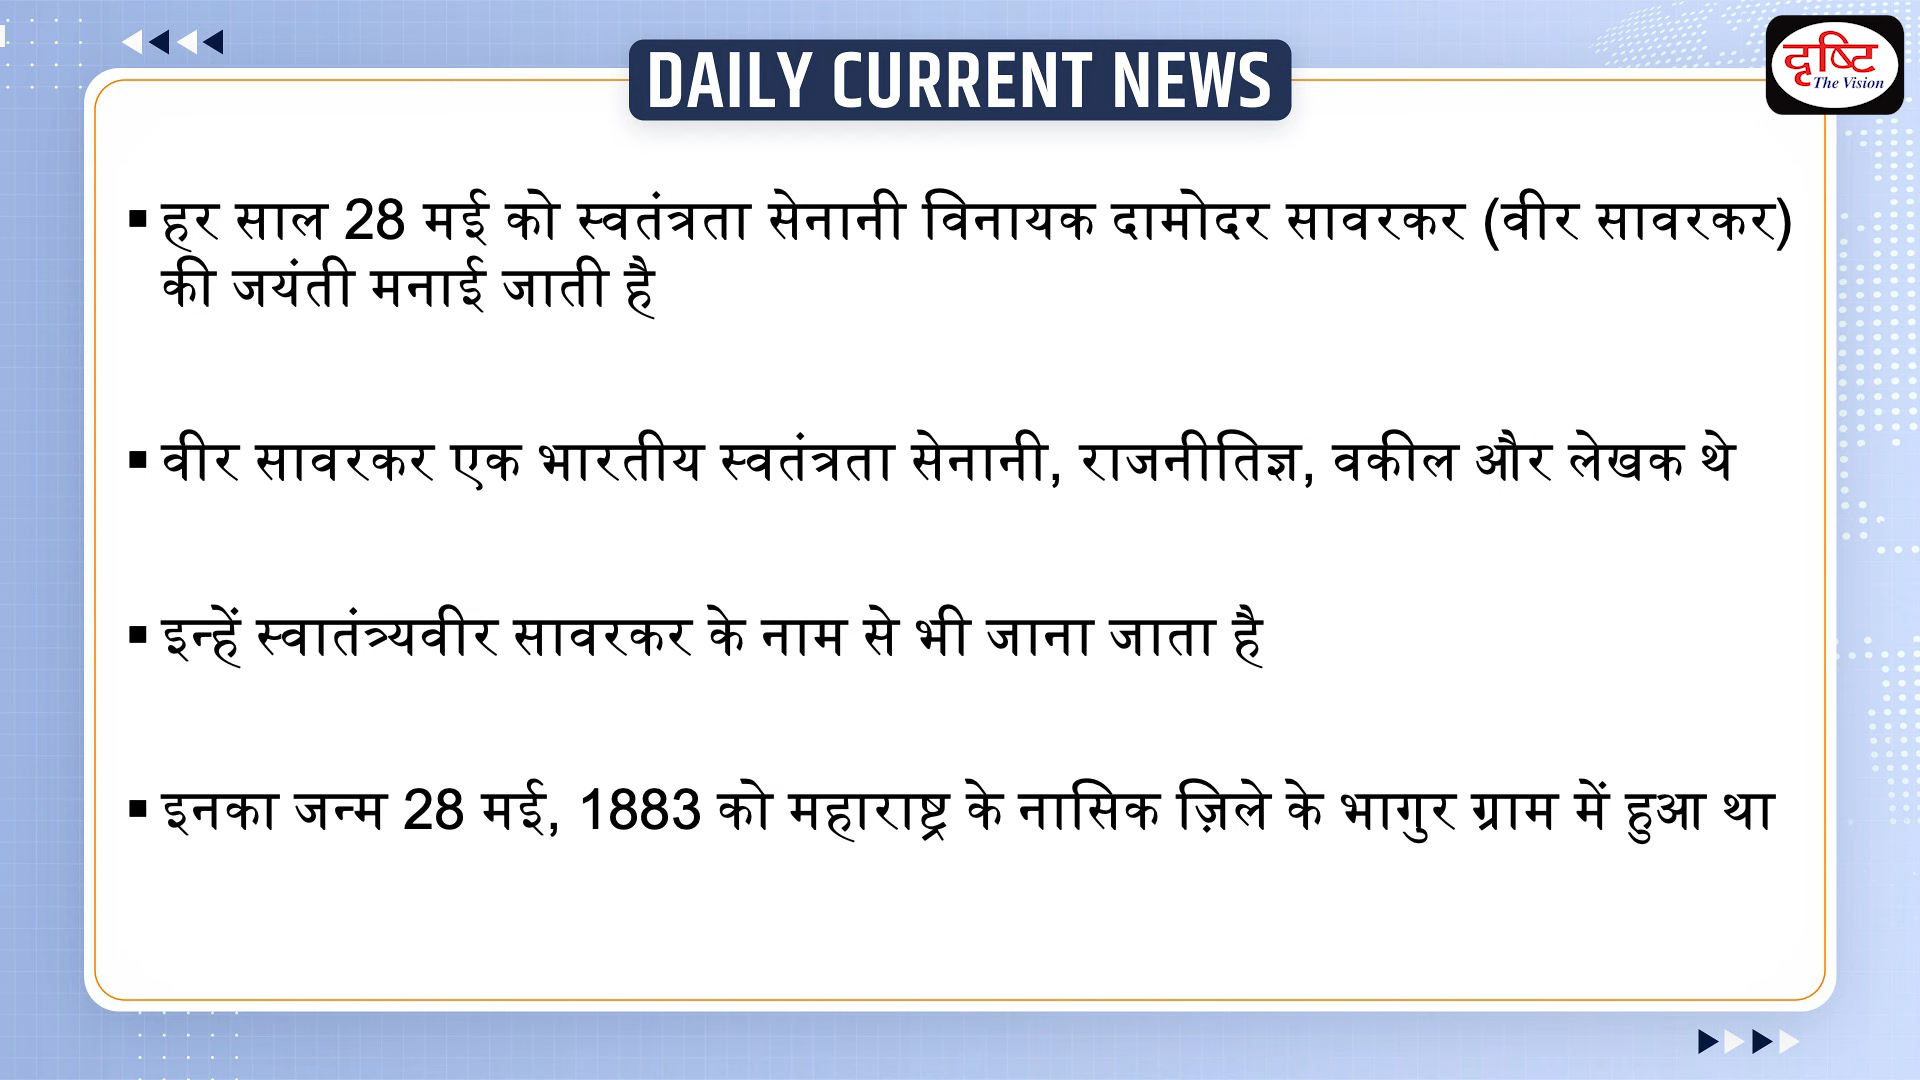 DAILY CURRENT NEWS
दृष्टि
The Vision
▪ हर साल 28 मई को स्वतंत्रता सेनानी विनायक दामोदर सावरकर (वीर सावरकर)
की जयंती मनाई जाती है
▪ वीर सावरकर एक भारतीय स्वतंत्रता सेनानी, राजनीतिज्ञ, वकील और लेखक थे
▪ इन्हें स्वातंत्र्यवीर सावरकर के नाम से भी जाना जाता है
▪ इनका जन्म 28 मई, 1883 को महाराष्ट्र के नासिक ज़िले के भागुर ग्राम में हुआ था